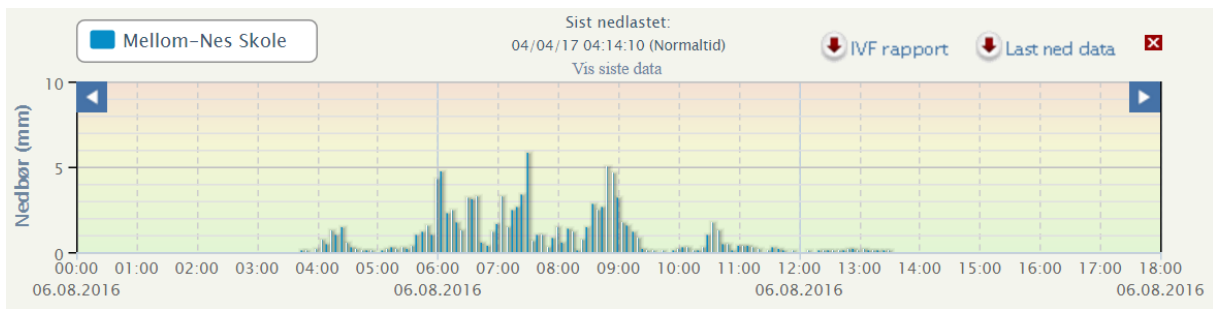 Mellom-Nes Skole
Sist nedlastet:
04/04/17 04:14:10 (Normaltid)
Vis siste data
IVF rapport
Last ned data
Nedbør (mm)
10
5
0
00:00 01:00 02:00 03:00 04:00 05:00 06:00 07:00 08:00 09:00 10:00 11:00 12:00 13:00 14:00 15:00 16:00 17:00 18:00
06.08.2016 06.08.2016 06.08.2016 06.08.2016